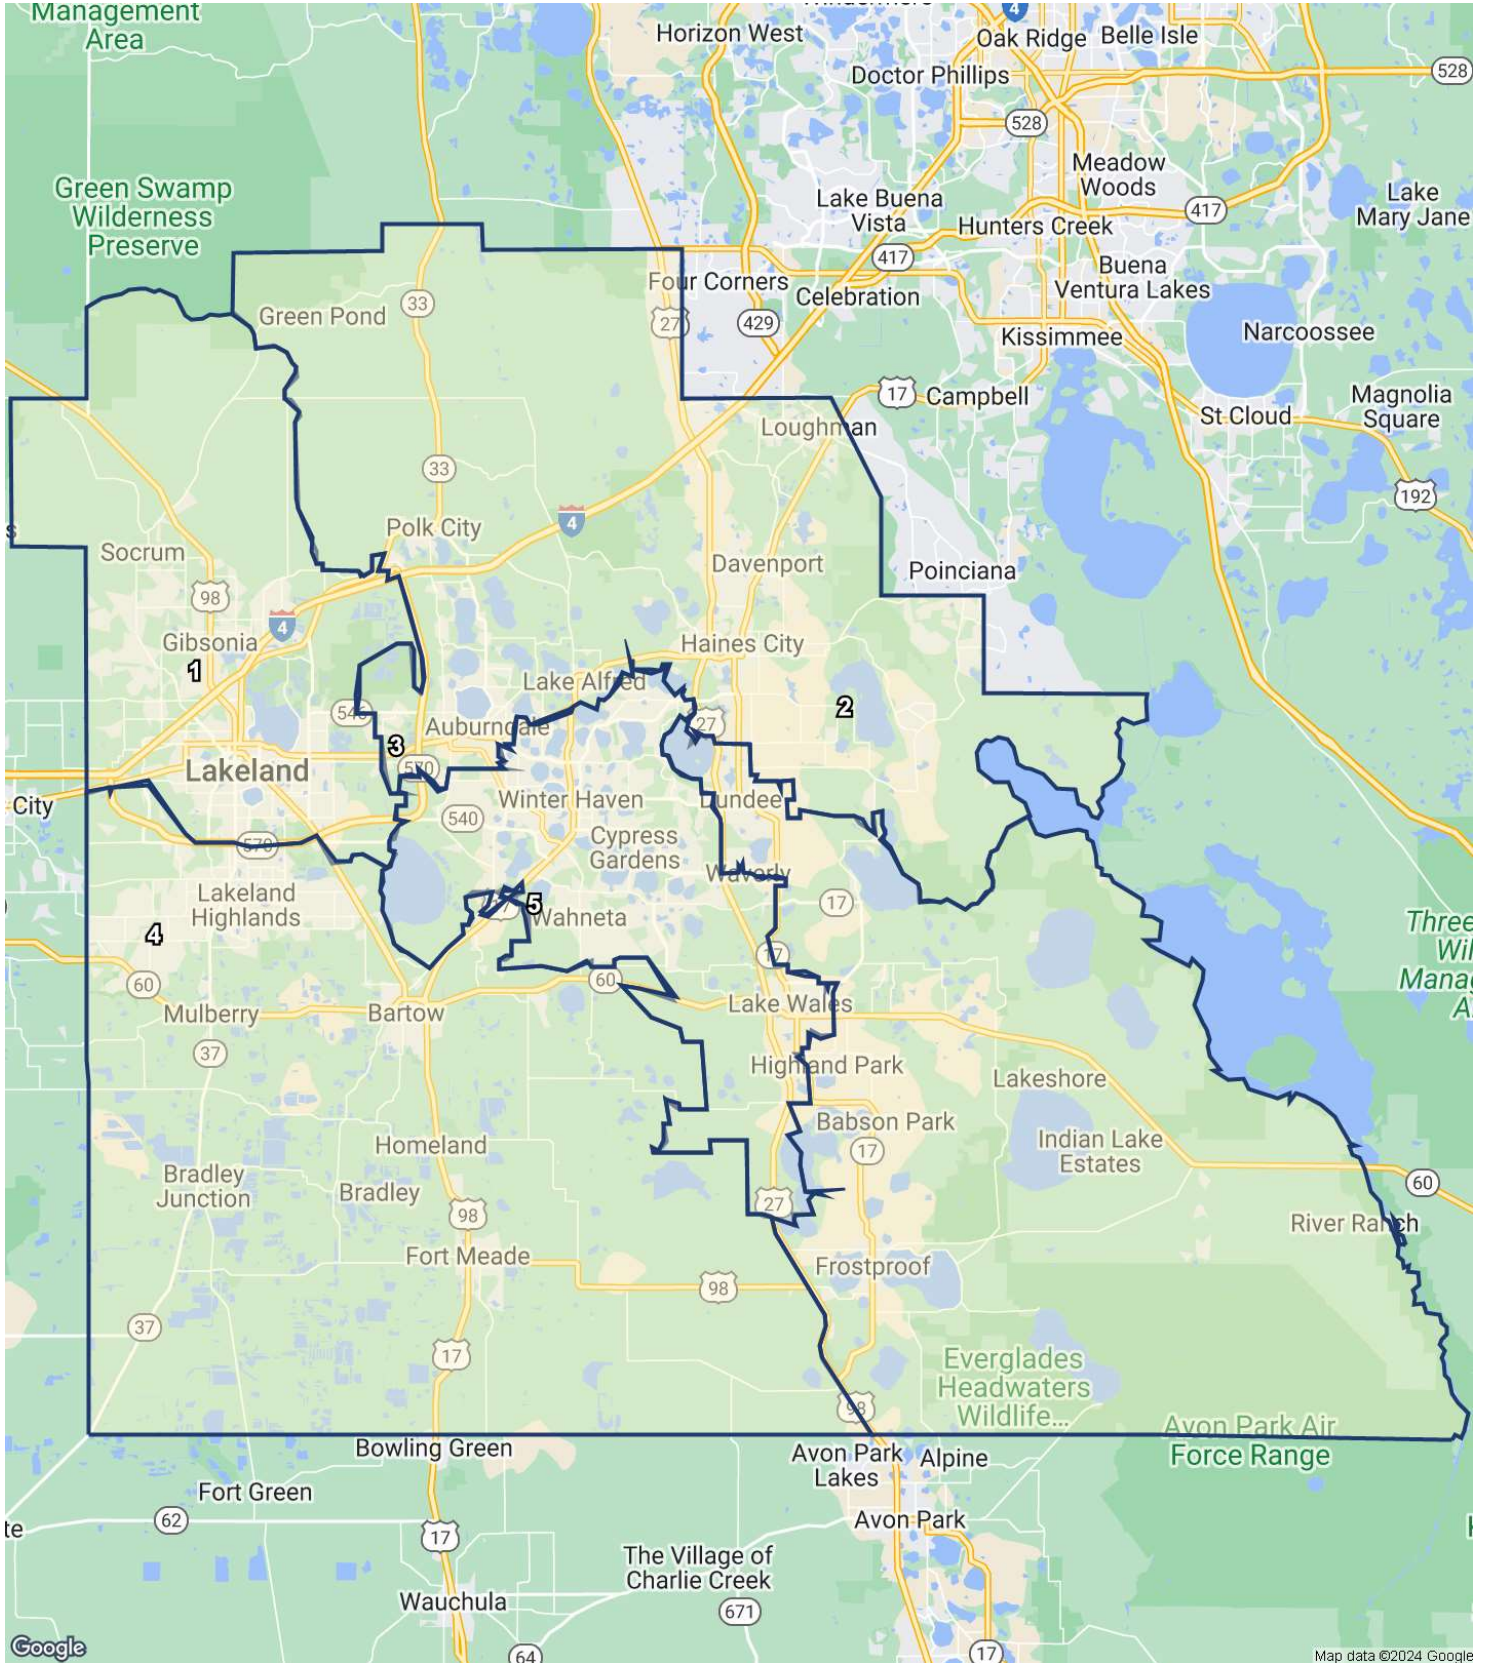 Management
Area
Horizon West
4
Oak Ridge
Belle Isle
Doctor Phillips
528
528
Meadow
Woods
Green Swamp
Wilderness
Preserve
Lake Buena
Vista
417
Lake
Mary Jane
Hunters Creek
417
Buena
Ventura Lakes
Four Corners
Celebration
Green Pond
33
27
429
Kissimmee
Narcoossee
17
Campbell
Magnolia
Square
St Cloud
Loughman
33
192
4
Polk City
s
Socrum
Davenport
Poinciana
98
4
Gibsonia
Haines City
1
Lake Alfred
2
546
27
Auburndale
3
570
Lakeland
City
Winter Haven
Dundee
540
Cypress
Gardens
570
Waverly
Lakeland
Highlands
17
5
17
Wahneta
4
Three
Wil
Manag
A
17
60
60
Lake Wales
Mulberry
Bartow
37
Highland Park
Lakeshore
Babson Park
Homeland
17
Indian Lake
Estates
Bradley
Junction
Bradley
27
60
98
River Ranch
Fort Meade
Frostproof
98
37
17
Everglades
Headwaters
Wildlife...
98
Avon Park Air
Force Range
Bowling Green
Avon Park
Lakes
Alpine
Fort Green
62
te
Avon Park
17
The Village of
Charlie Creek
Wauchula
671
Google
64
17
Map data ©2024 Google